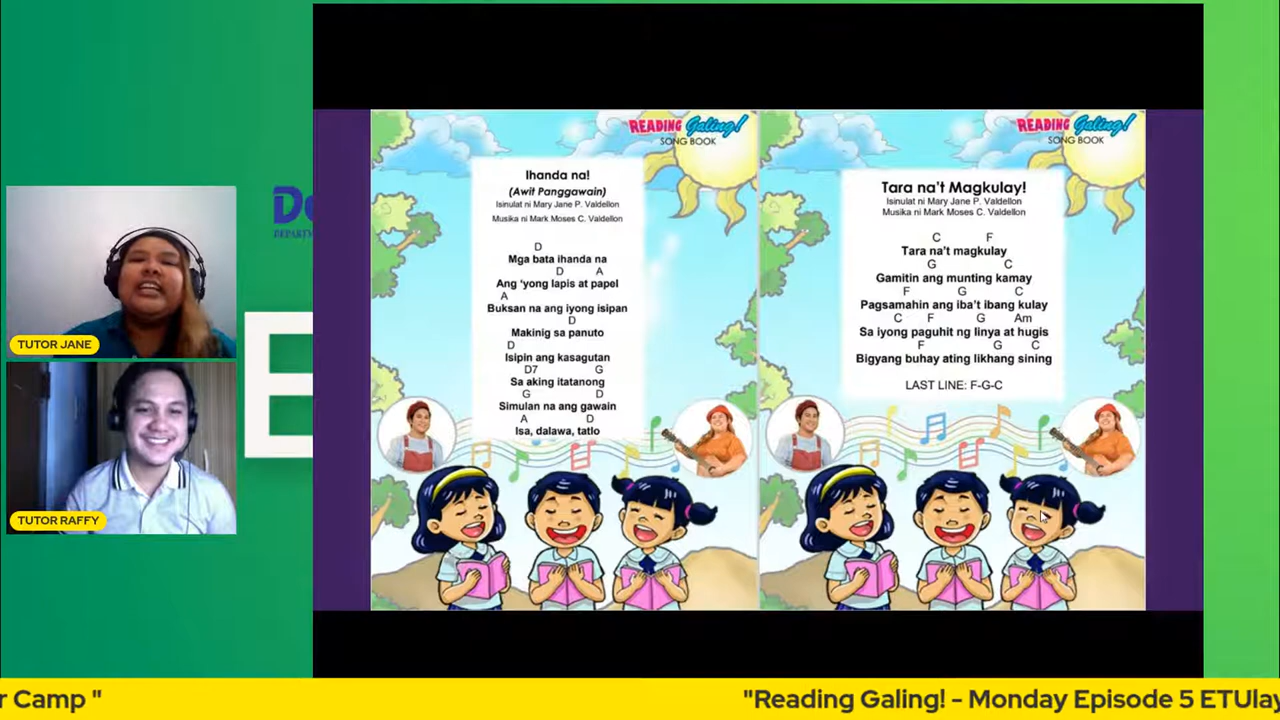 READING Galing!
SONG BOOK
Ihanda na!
(Awit Panggawain)
Isinulat ni Mary Jane P. Valdellon
Musika ni Mark Moses C. Valdellon
D
Mga bata ihanda na
D A
Ang ‘yong lapis at papel
A
Buksan na ang iyong isipan
D
Makinig sa panuto
D
Isipin ang kasagutan
D7 G
Sa aking itatanong
G D
Simulan na ang gawain
A D
Isa, dalawa, tatlo
READING Galing!
SONG BOOK
Tara na’t Magkulay!
Isinulat ni Mary Jane P. Valdellon
Musika ni Mark Moses C. Valdellon
C F
Tara na’t magkulay
G C
Gamitin ang munting kamay
F G C
Pagsamahin ang iba’t ibang kulay
C F G Am
Sa iyong paguhit ng linya at hugis
F G C
Bigyang buhay ating likhang sining
LAST LINE: F-G-C
TUTOR JANE
TUTOR RAFFY
r Camp "
"Reading Galing! - Monday Episode 5 ETUlay